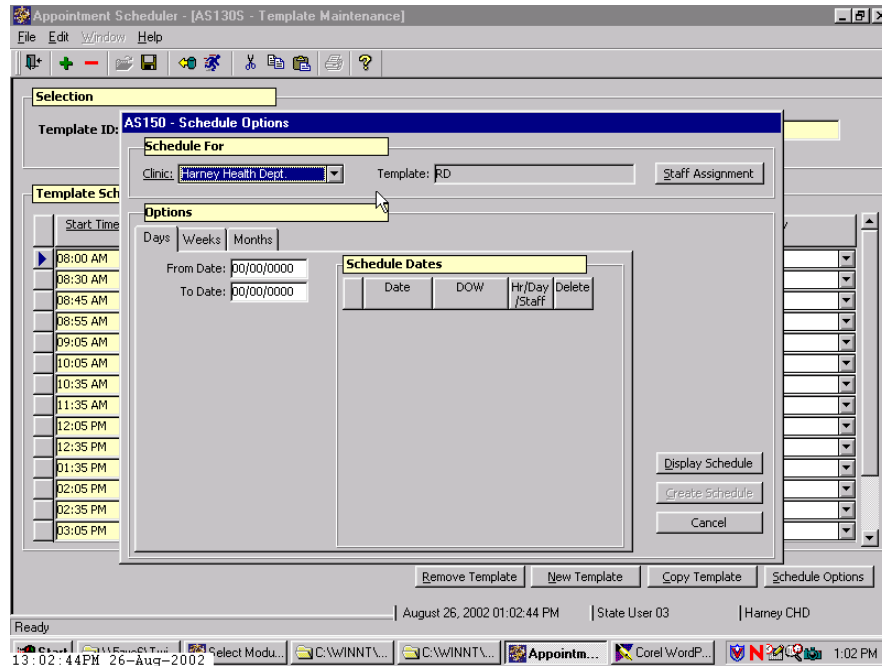 Appointment Scheduler - [AS130S - Template Maintenance]
File Edit Window Help
Selection
Template ID:
AS150 - Schedule Options
Schedule For
Clinic: Harney Health Dept. Template: RD Staff Assignment
Template Sch
Options
Start Time
Days Weeks Months
From Date: 00/00/0000
To Date: 00/00/0000
Schedule Dates
Date DOW Hr/Day/Staff Delete
08:00 AM
08:30 AM
08:45 AM
08:55 AM
09:05 AM
10:05 AM
10:35 AM
11:35 AM
12:05 PM
12:35 PM
01:35 PM
02:05 PM
02:35 PM
03:05 PM
Display Schedule
Create Schedule
Cancel
Remove Template New Template Copy Template Schedule Options
August 26, 2002 01:02:44 PM State User 03 Harney CHD
Ready
Start Select Modu... C:\WINNT\... C:\WINNT\... Appointm... Corel WordP... 1:02 PM
13:02:44PM 26-Aug-2002